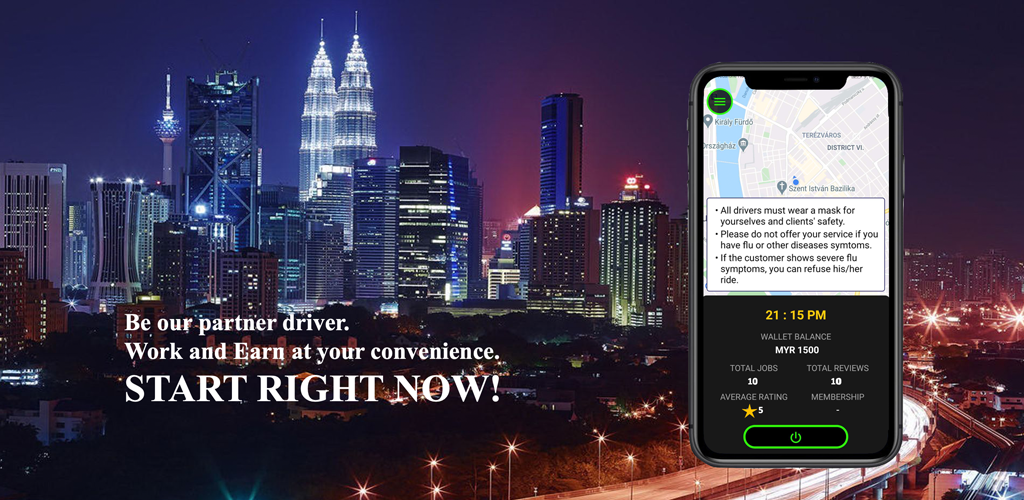 Be our partner driver.
Work and Earn at your convenience.
START RIGHT NOW!
Király Fürdő
Országház
TERÉZVÁROS
DISTRICT VI.
Szent István Bazilika
• All drivers must wear a mask for
yourselves and clients' safety.
• Please do not offer your service if you
have flu or other diseases symtoms.
• If the customer shows severe flu
symptoms, you can refuse his/her
ride.
21 : 15 PM
WALLET BALANCE
MYR 1500
TOTAL JOBS
TOTAL REVIEWS
10
10
AVERAGE RATING
MEMBERSHIP
5
-